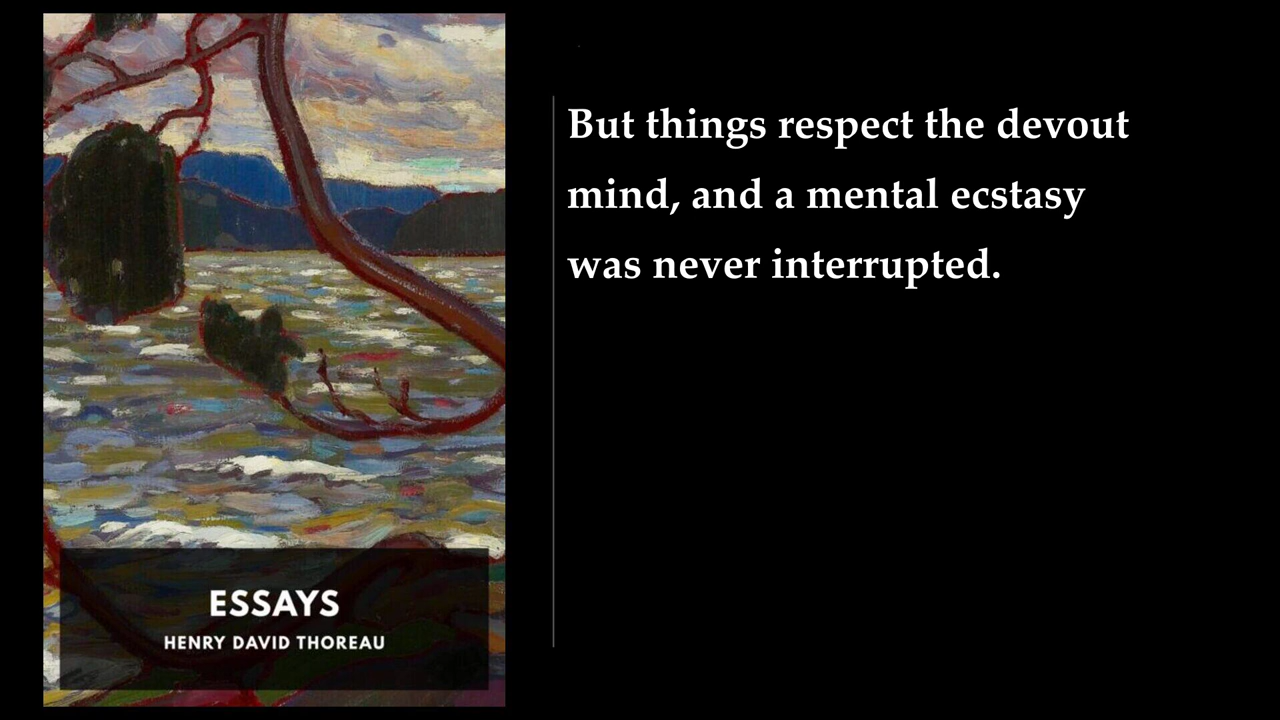 But things respect the devout
mind, and a mental ecstasy
was never interrupted.
ESSAYS
HENRY DAVID THOREAU